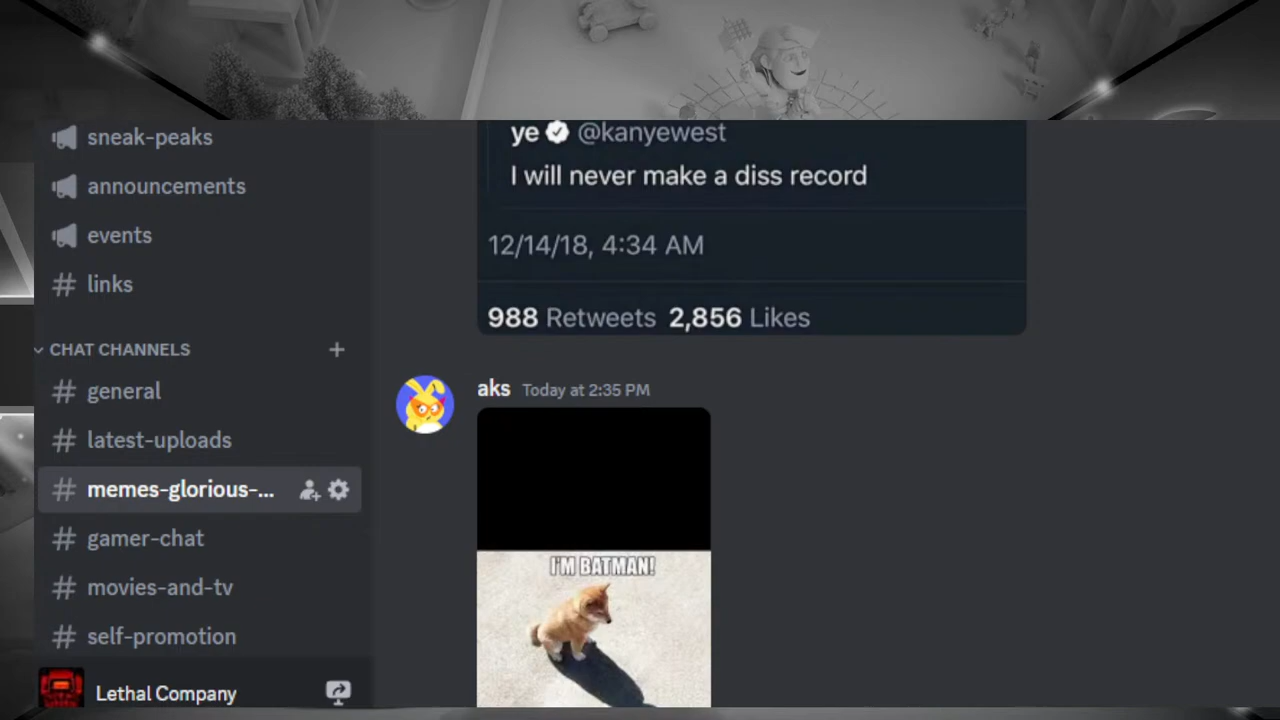 sneak-peaks
announcements
events
links
CHAT CHANNELS
general
latest-uploads
memes-glorious-...
gamer-chat
movies-and-tv
self-promotion
Lethal Company
ye @kanyewest
I will never make a diss record
12/14/18, 4:34 AM
988 Retweets 2,856 Likes
aks Today at 2:35 PM
I'M BATMAN!